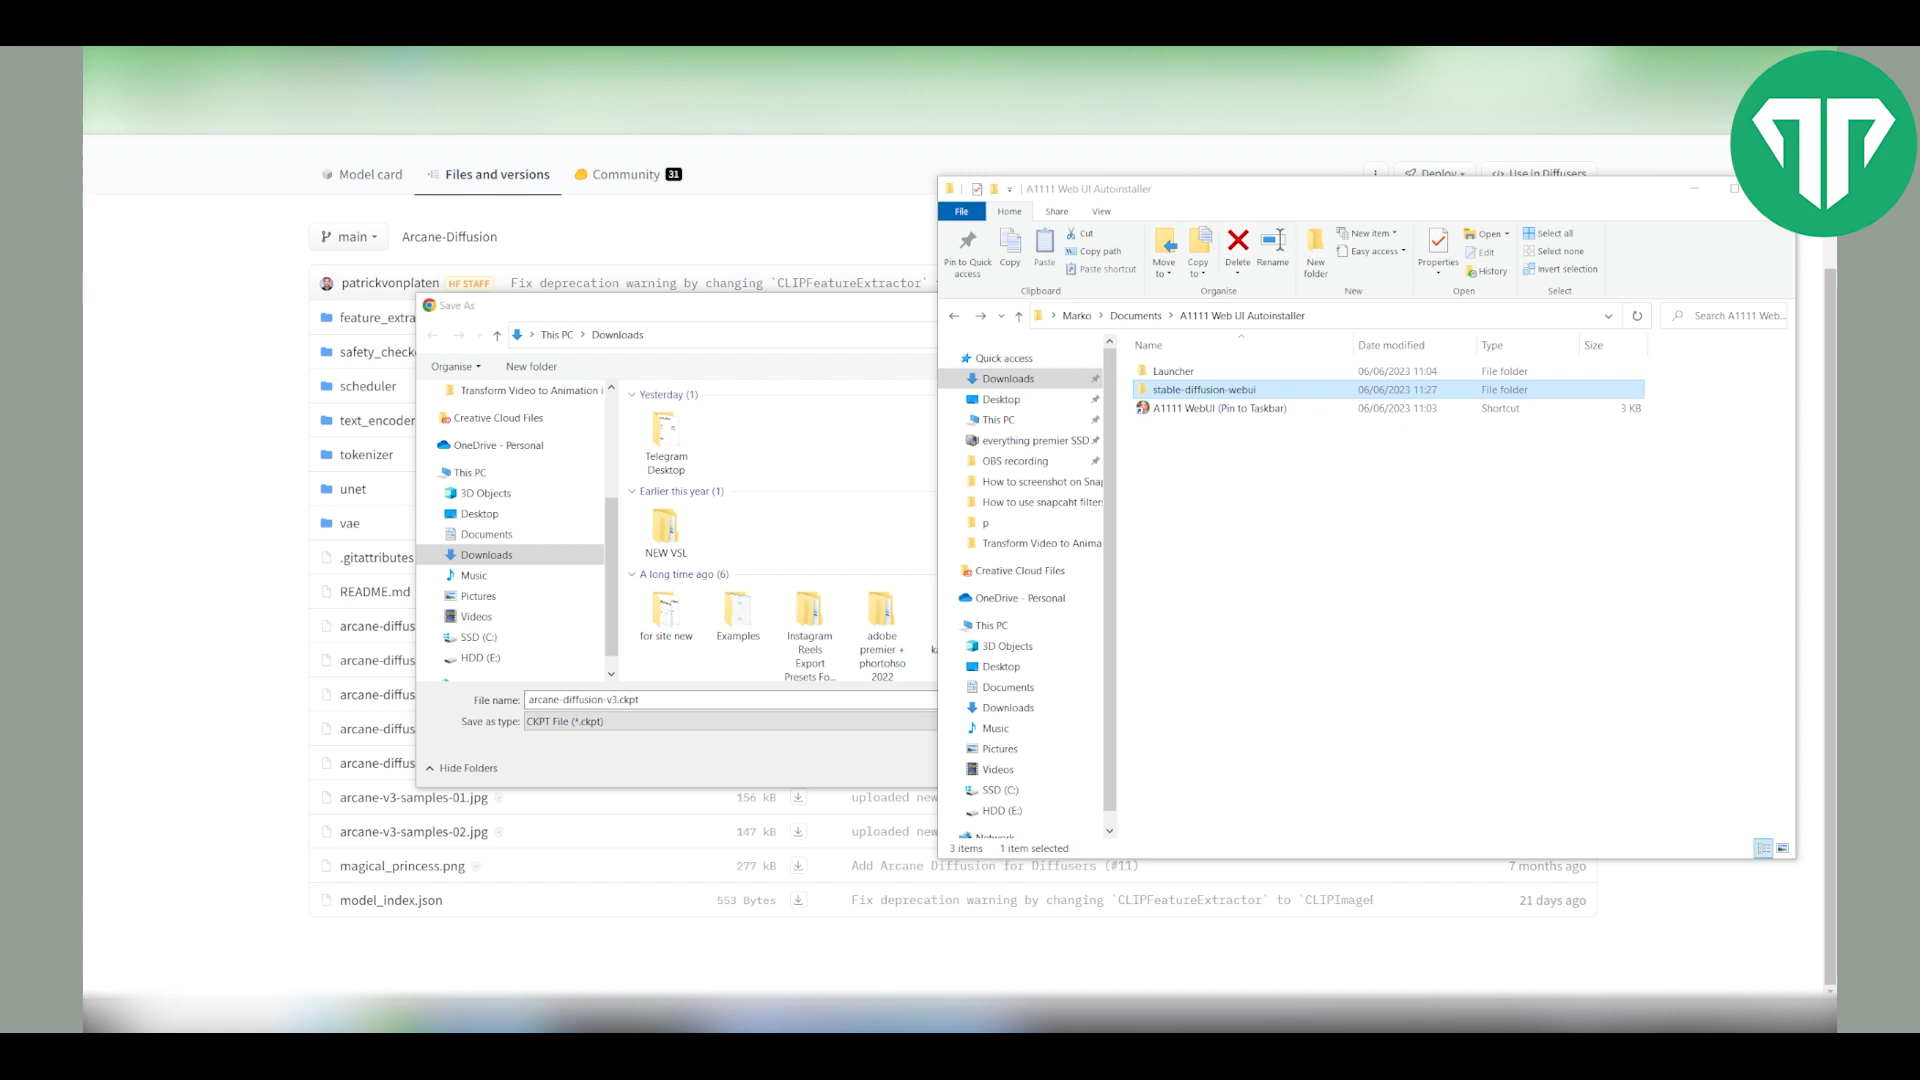 Model card
Files and versions
Community 31
Deploy
Use in Diffusers
main
Arcane-Diffusion
patrickvonplaten HF STAFF Fix deprecation warning by changing `CLIPFeatureExtractor`
feature_extra
safety_check
scheduler
text_encoder
tokenizer
unet
vae
.gitattributes
README.md
arcane-diffus
arcane-diffus
arcane-diffus
arcane-diffus
arcane-diffus
arcane-v3-samples-01.jpg 156 kB uploaded new
arcane-v3-samples-02.jpg 147 kB uploaded new
magical_princess.png 277 kB Add Arcane Diffusion for Diffusers (#11) 7 months ago
model_index.json 553 Bytes Fix deprecation warning by changing `CLIPFeatureExtractor` to `CLIPImageF 21 days ago
Save As
This PC > Downloads
Organise New folder
Transform Video to Animation i
Creative Cloud Files
OneDrive - Personal
This PC
3D Objects
Desktop
Documents
Downloads
Music
Pictures
Videos
SSD (C:)
HDD (E:)
Yesterday (1)
Telegram
Desktop
Earlier this year (1)
NEW VSL
A long time ago (6)
for site new
Examples
Instagram
Reels
Export
Presets Fo...
adobe
premier +
phortohso
2022
File name: arcane-diffusion-v3.ckpt
Save as type: CKPT File (*.ckpt)
Hide Folders
A1111 Web UI Autoinstaller
File Home Share View
Pin to Quick
access
Copy
Paste
Cut
Copy path
Paste shortcut
Clipboard
Move
to
Copy
to
Delete
Rename
Organise
New
folder
New item
Easy access
New
Properties
Open
Edit
History
Open
Select all
Select none
Invert selection
Select
Marko > Documents > A1111 Web UI Autoinstaller
Search A1111 Web...
Quick access
Downloads
Desktop
This PC
everything premier SSD
OBS recording
How to screenshot on Snap
How to use snapcaht filter
p
Transform Video to Anima
Creative Cloud Files
OneDrive - Personal
This PC
3D Objects
Desktop
Documents
Downloads
Music
Pictures
Videos
SSD (C:)
HDD (E:)
Network
Name Date modified Type Size
Launcher 06/06/2023 11:04 File folder
stable-diffusion-webui 06/06/2023 11:27 File folder
A1111 WebUI (Pin to Taskbar) 06/06/2023 11:03 Shortcut 3 KB
3 items 1 item selected